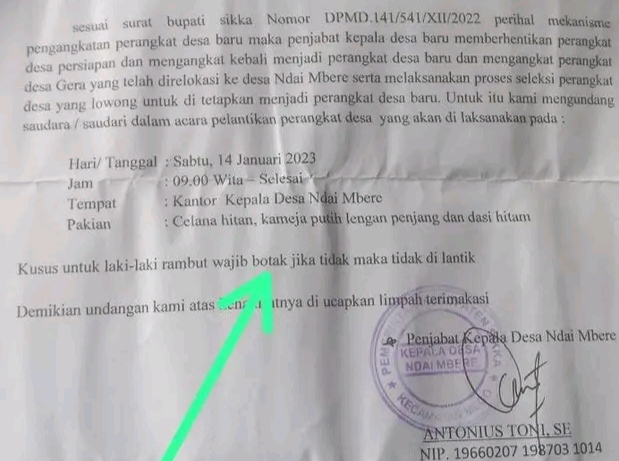 sesuai surat bupati sikka Nomor DPMD.141/541/XII/2022 perihal mekanisme
pengangkatan perangkat desa baru maka penjabat kepala desa baru memberhentikan perangkat
desa persiapan dan mengangkat kebali menjadi perangkat desa baru dan mengangkat perangkat
desa Gera yang telah direlokasi ke desa Ndai Mbere serta melaksanakan proses seleksi perangkat
desa yang lowong untuk di tetapkan menjadi perangkat desa baru. Untuk itu kami mengundang
saudara / saudari dalam acara pelantikan perangkat desa yang akan di laksanakan pada :
Hari/ Tanggal : Sabtu, 14 Januari 2023
Jam : 09.00 Wita – Selesai
Tempat : Kantor Kepala Desa Ndai Mbere
Pakian : Celana hitan, kameja putih lengan penjang dan dasi hitam
Kusus untuk laki-laki rambut wajib botak jika tidak maka tidak di lantik
Demikian undangan kami atas di ucapkan limpah terimakasi
Penjabat Kepala Desa Ndai Mbere
KEPALA DESA
NDAI MBERE
ANTONIUS TONI, SE
NIP. 19660207 198703 1014